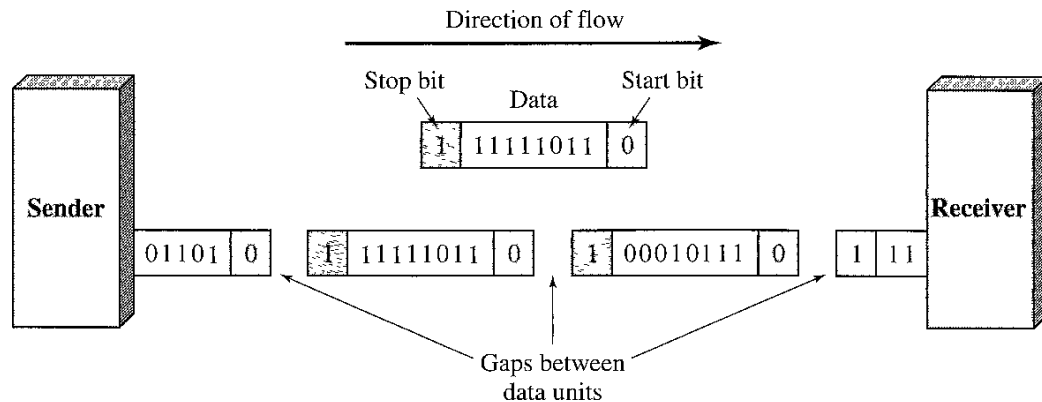 Direction of flow
Stop bit
Start bit
Data
1 11111011 0
Sender
Receiver
01101 0 1 11111011 0 1 00010111 0 1 11
Gaps between
data units